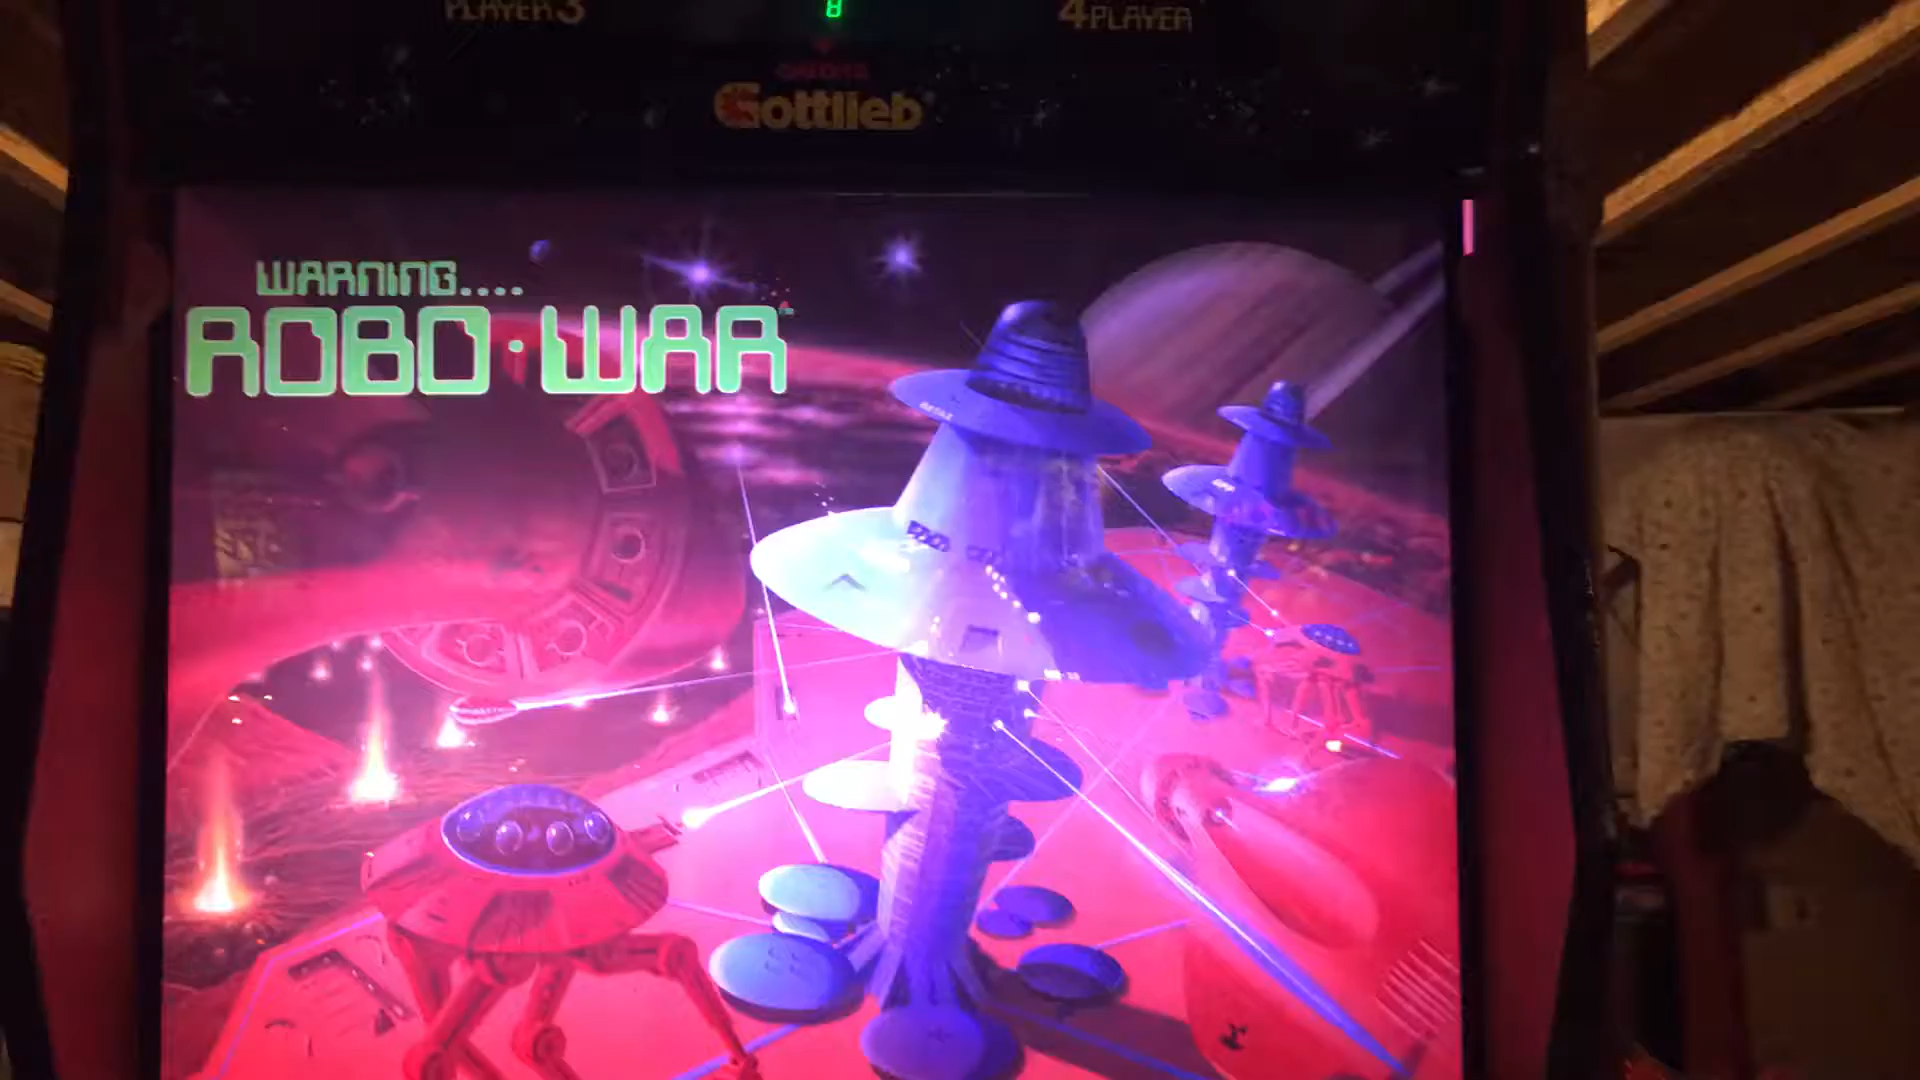 PLAYER 3
8
4 PLAYER
Gottlieb
WARNING....
ROBO·WAR